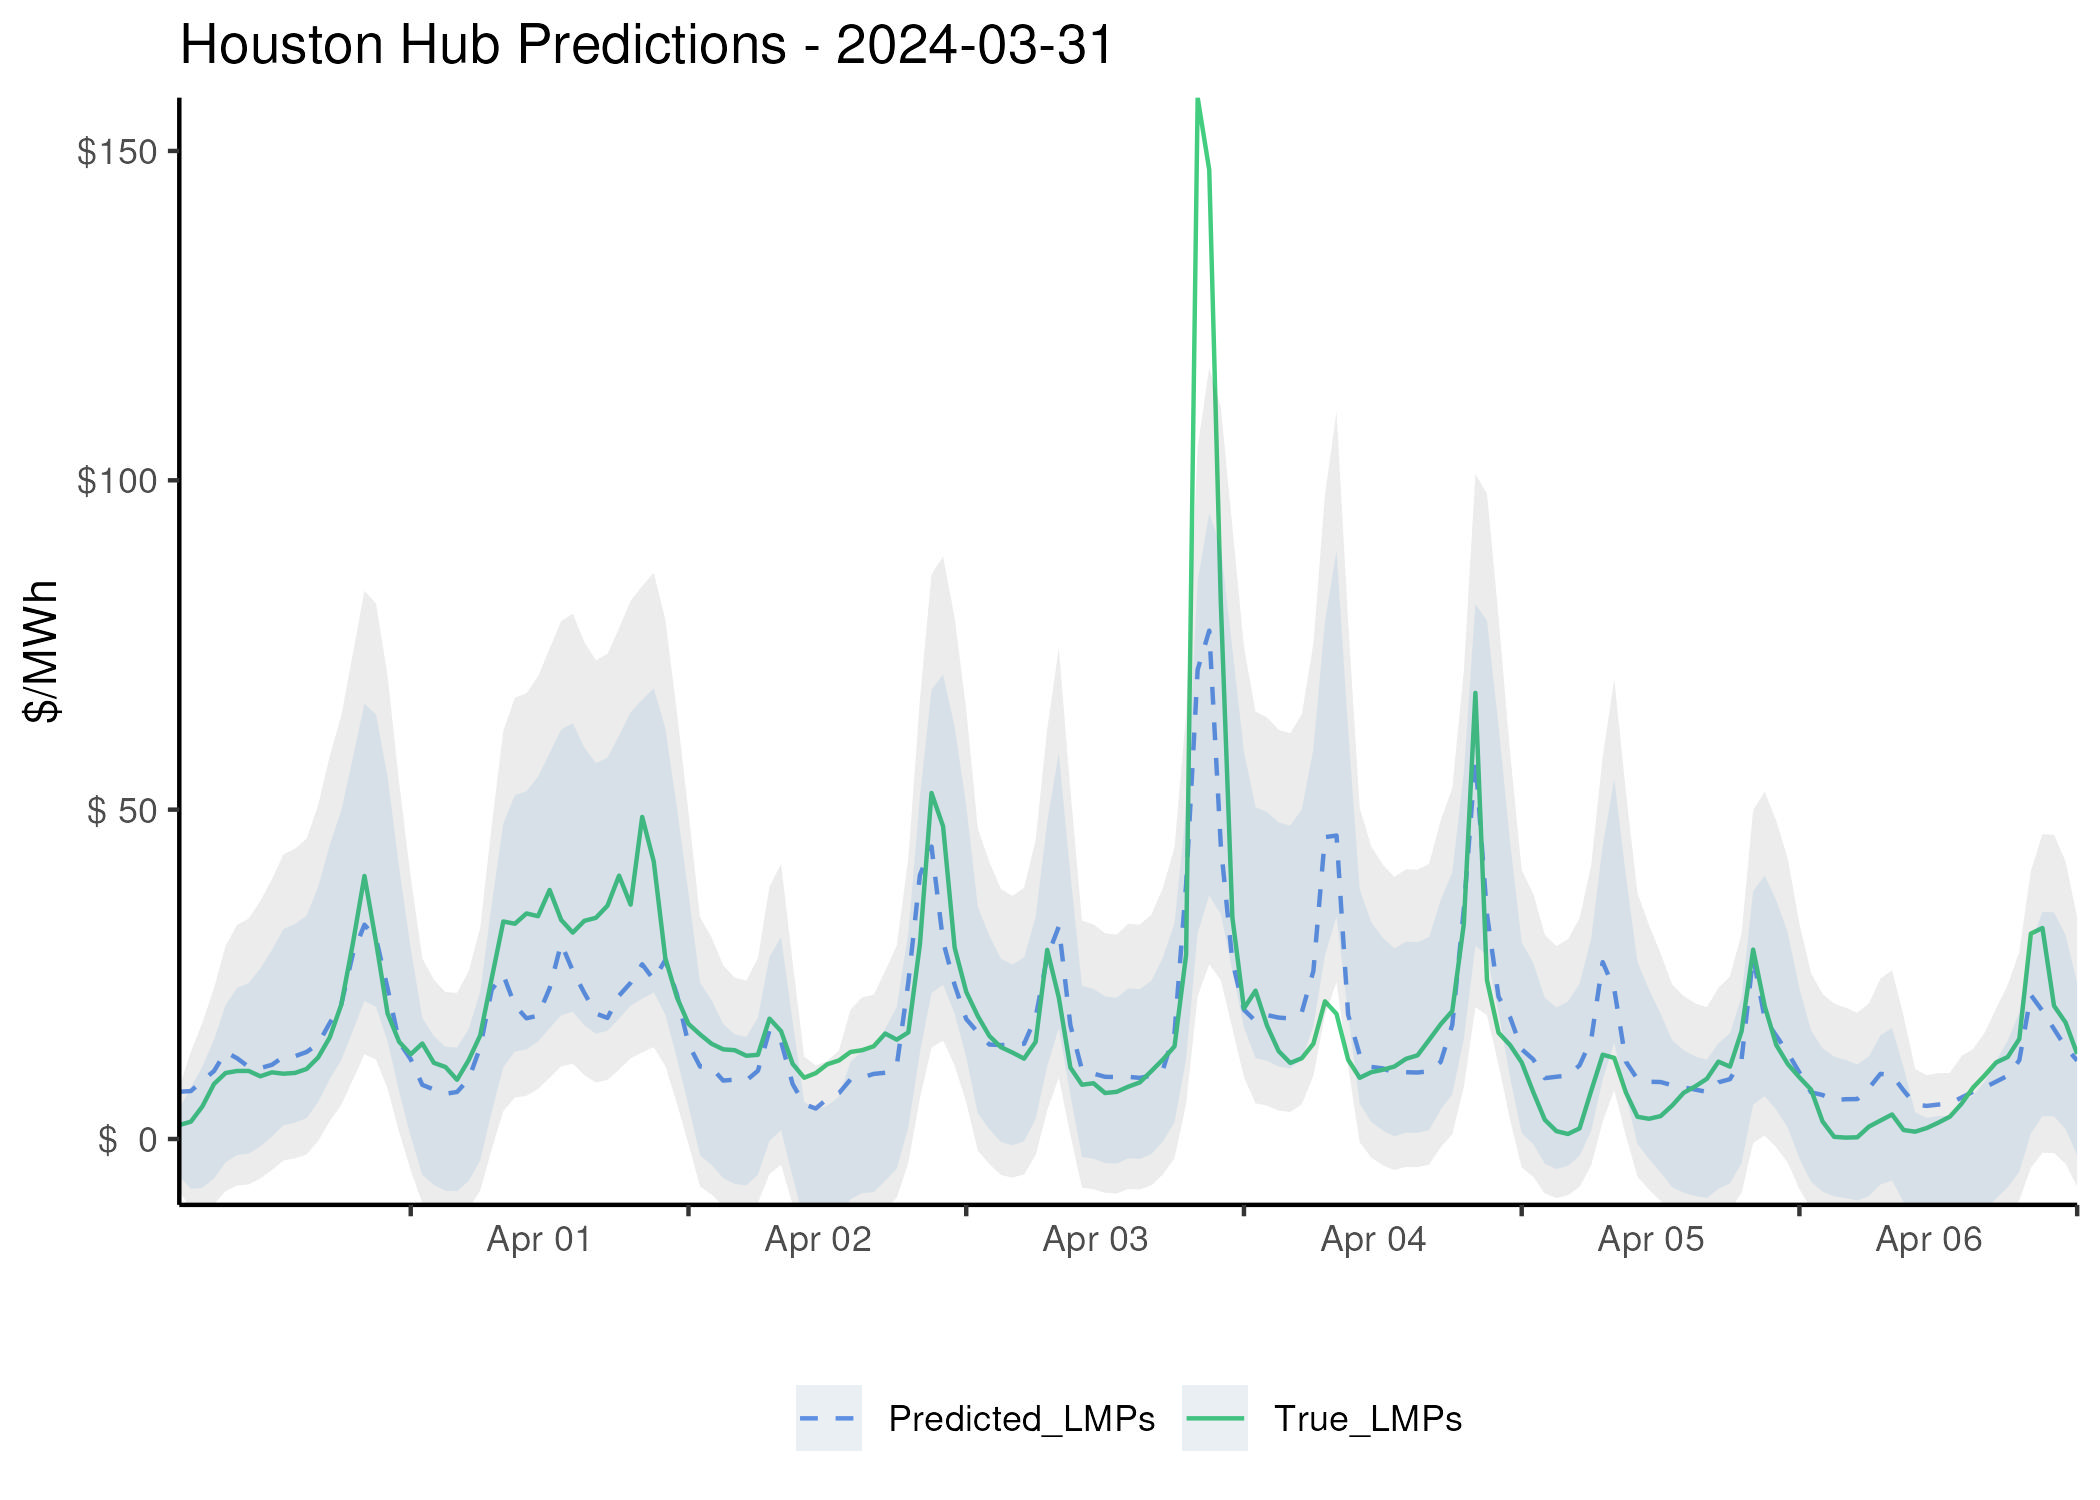 Houston Hub Predictions - 2024-03-31
$150
$100
$ 50
$ 0
$/MWh
Apr 01 Apr 02 Apr 03 Apr 04 Apr 05 Apr 06
Predicted_LMPs True_LMPs